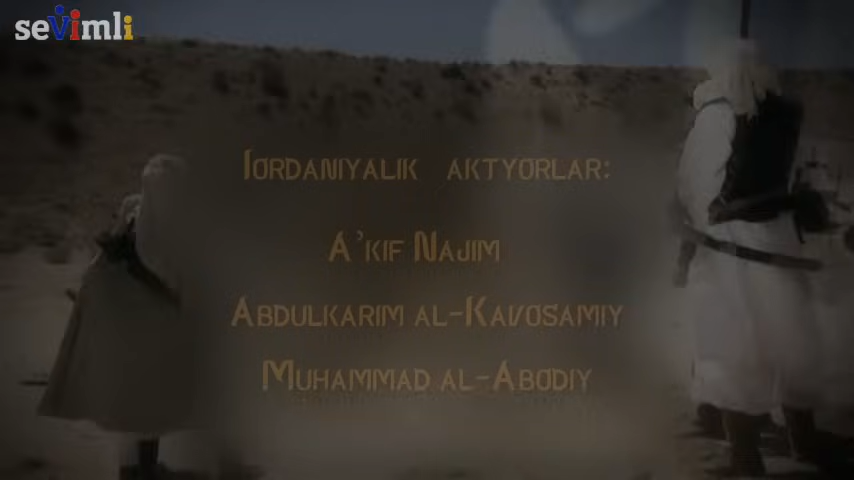 seVimli
IORDANIYALIK AKTYORLAR:
A'KIF NAJIM
ABDULKARIM AL-KAVOSAMIY
MUHAMMAD AL-ABODIY